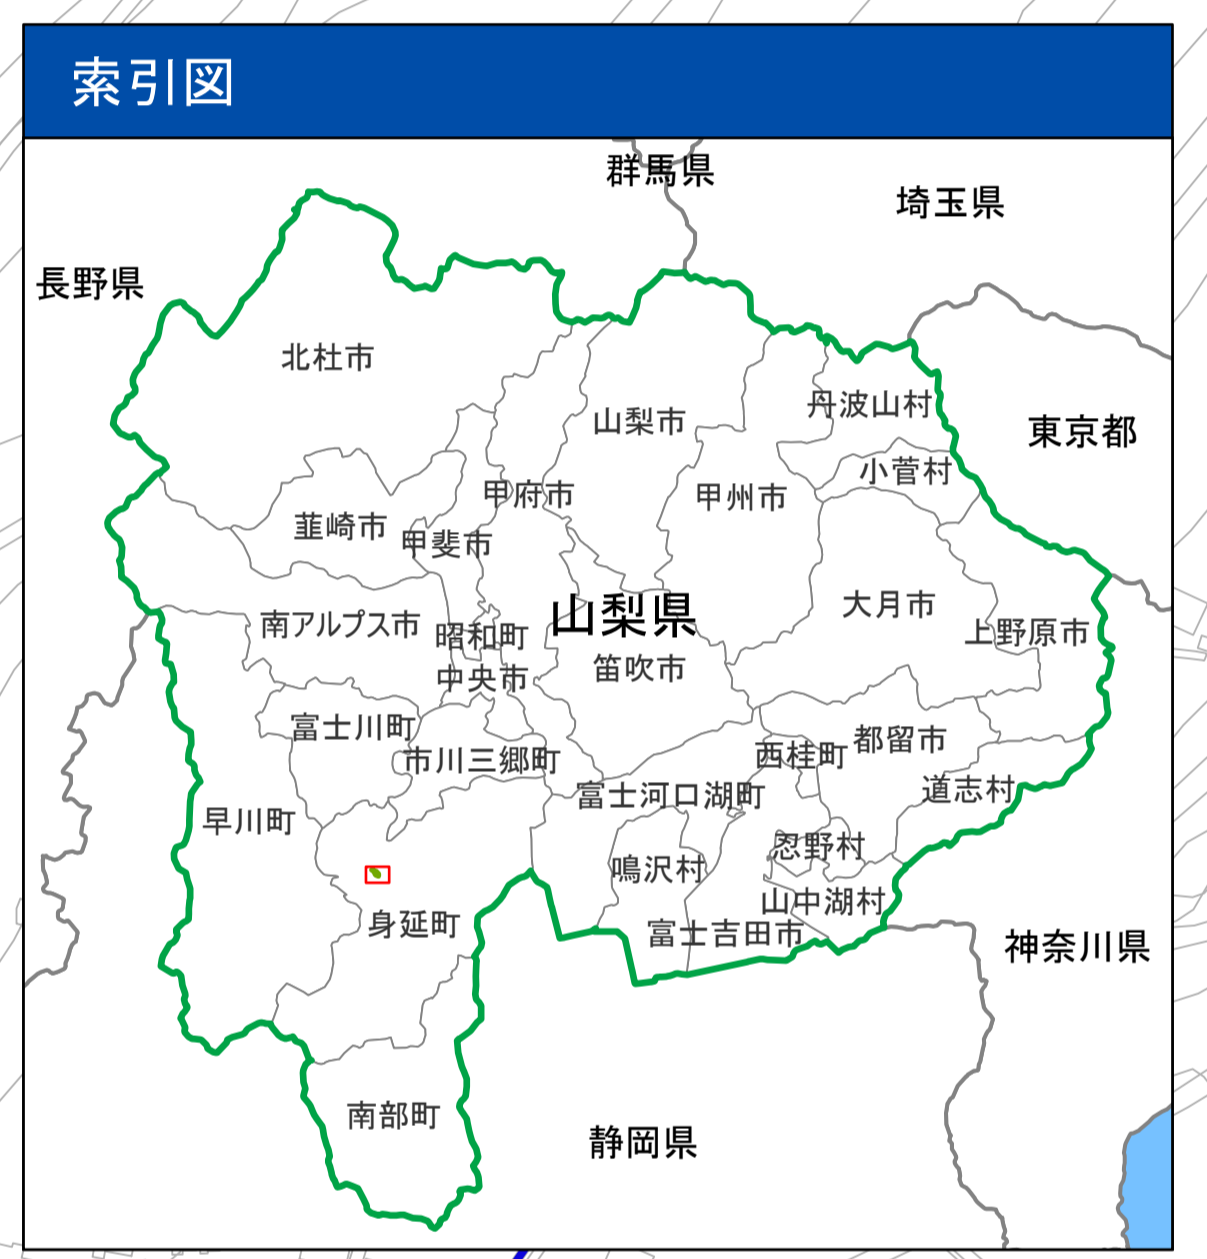 索引図
群馬県
埼玉県
長野県
北杜市
丹波山村
山梨市
東京都
小菅村
甲府市
甲州市
韮崎市
甲斐市
大月市
山梨県
南アルプス市
昭和町
上野原市
笛吹市
中央市
富士川町
都留市
西桂町
市川三郷町
道志村
富士河口湖町
早川町
忍野村
鳴沢村
山中湖村
身延町
富士吉田市
神奈川県
南部町
静岡県